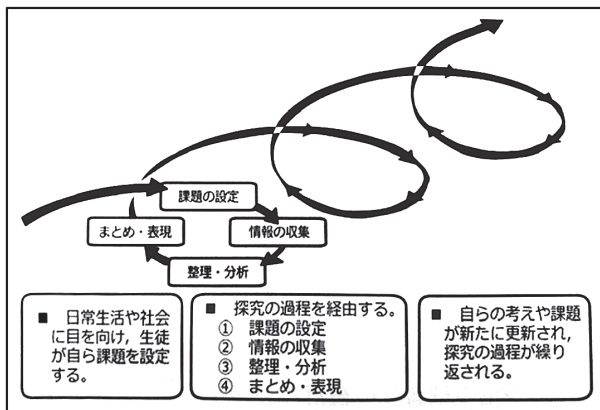 課題の設定
まとめ・表現
情報の収集
整理・分析
■ 日常生活や社会
に目を向け，生徒
が自ら課題を設定
する。
■ 探究の過程を経由する。
① 課題の設定
② 情報の収集
③ 整理・分析
④ まとめ・表現
■ 自らの考えや課題
が新たに更新され，
探究の過程が繰り
返される。